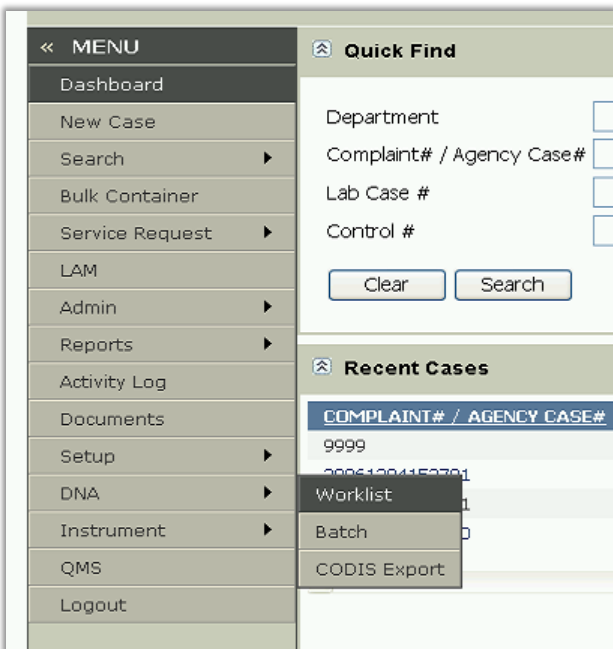 « MENU
Dashboard
New Case
Search
Bulk Container
Service Request
LAM
Admin
Reports
Activity Log
Documents
Setup
DNA
Instrument
QMS
Logout
Quick Find
Department
Complaint# / Agency Case#
Lab Case #
Control #
Clear Search
Recent Cases
COMPLAINT# / AGENCY CASE#
9999
Worklist
Batch
CODIS Export